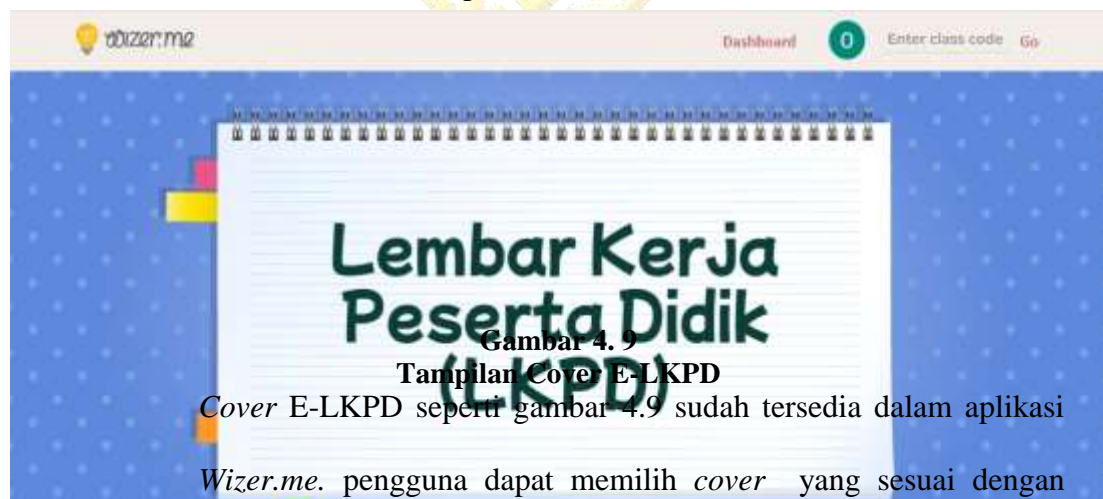 wizer.me Dashboard O Enter class code Go
Lembar Kerja
Peserta Didik
(LKPD)
Gambar 4. 9
Tampilan Cover E-LKPD
Cover E-LKPD seperti gambar 4.9 sudah tersedia dalam aplikasi
Wizer.me. pengguna dapat memilih cover yang sesuai dengan